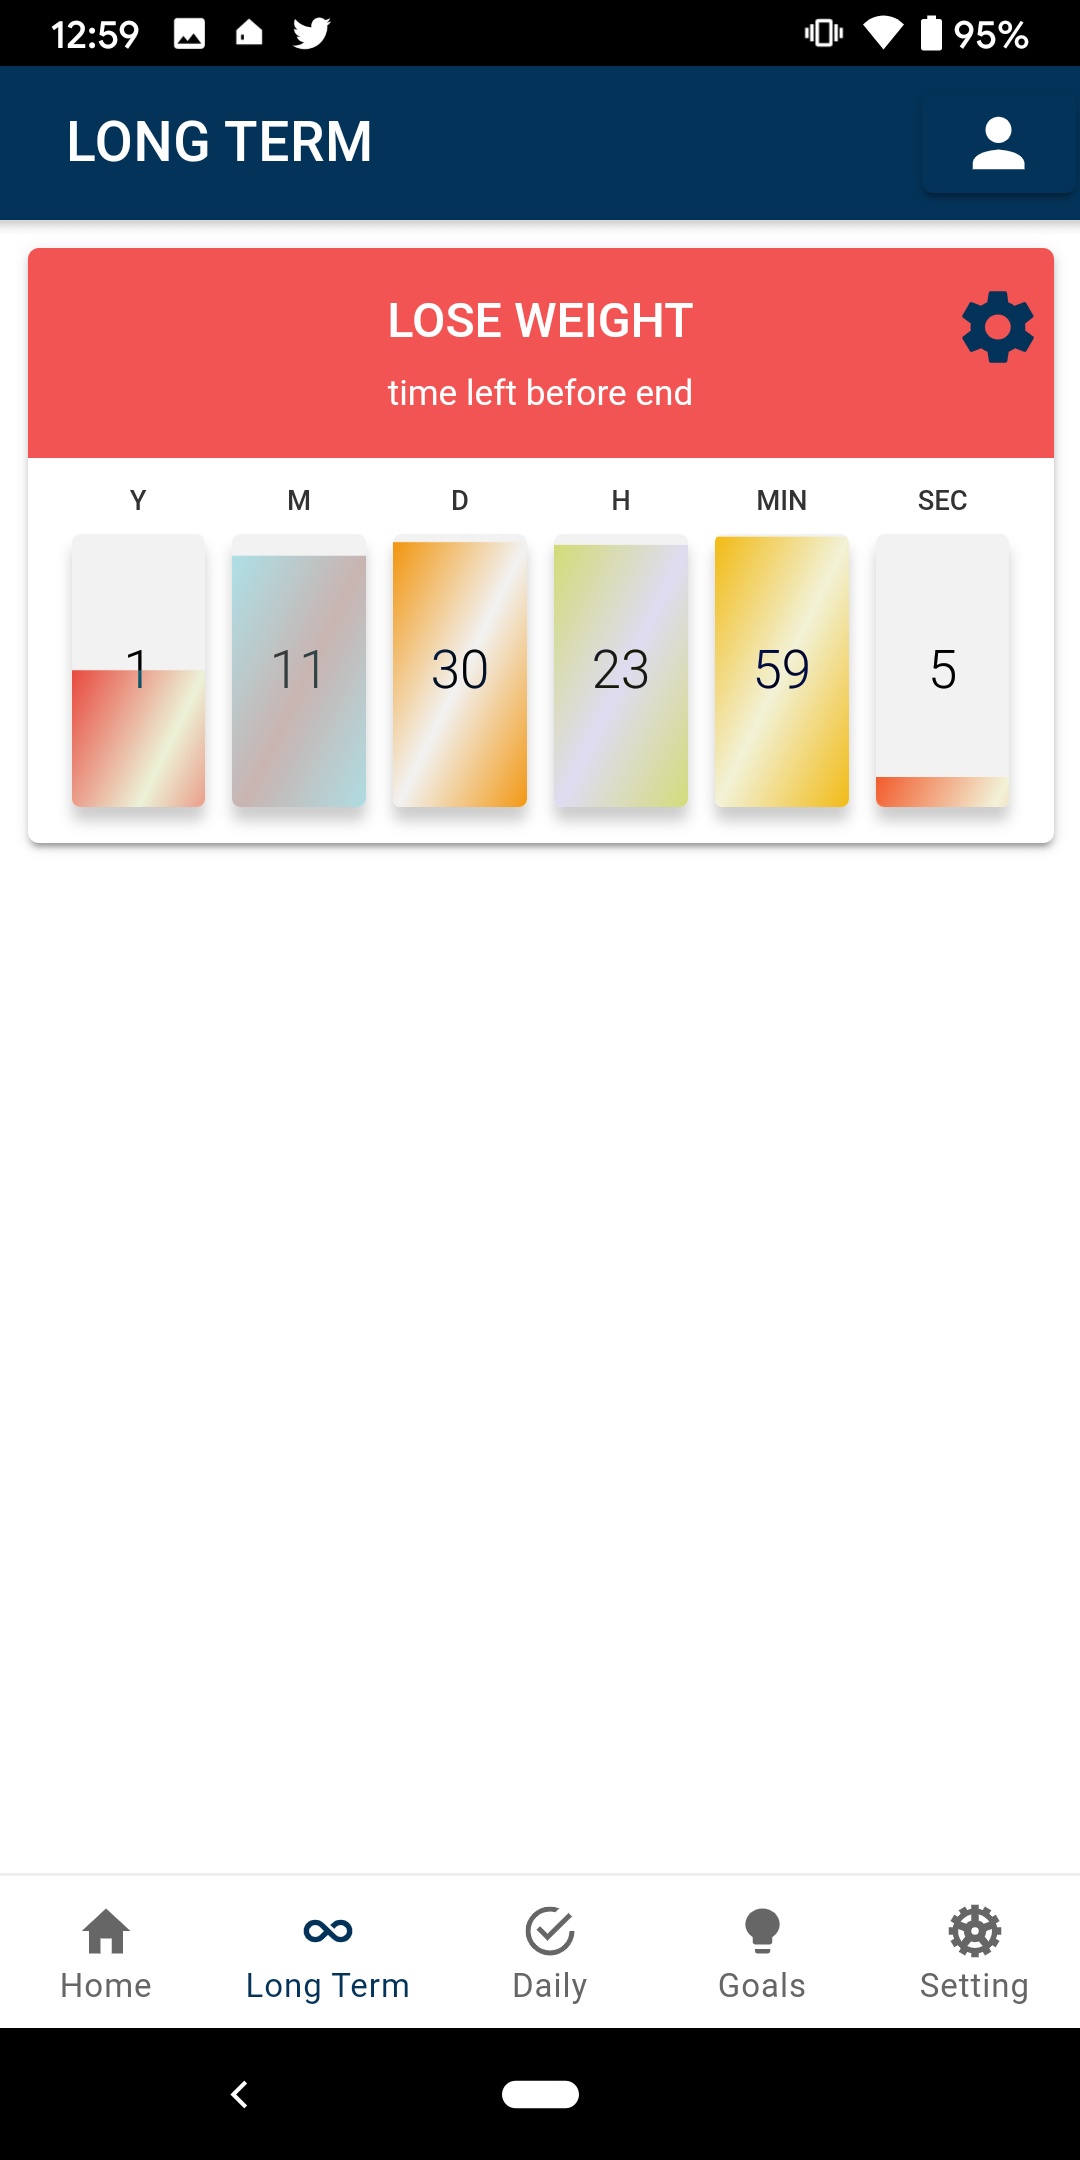 12:59 95%
LONG TERM
LOSE WEIGHT
time left before end
Y M D H MIN SEC
1 11 30 23 59 5
Home Long Term Daily Goals Setting